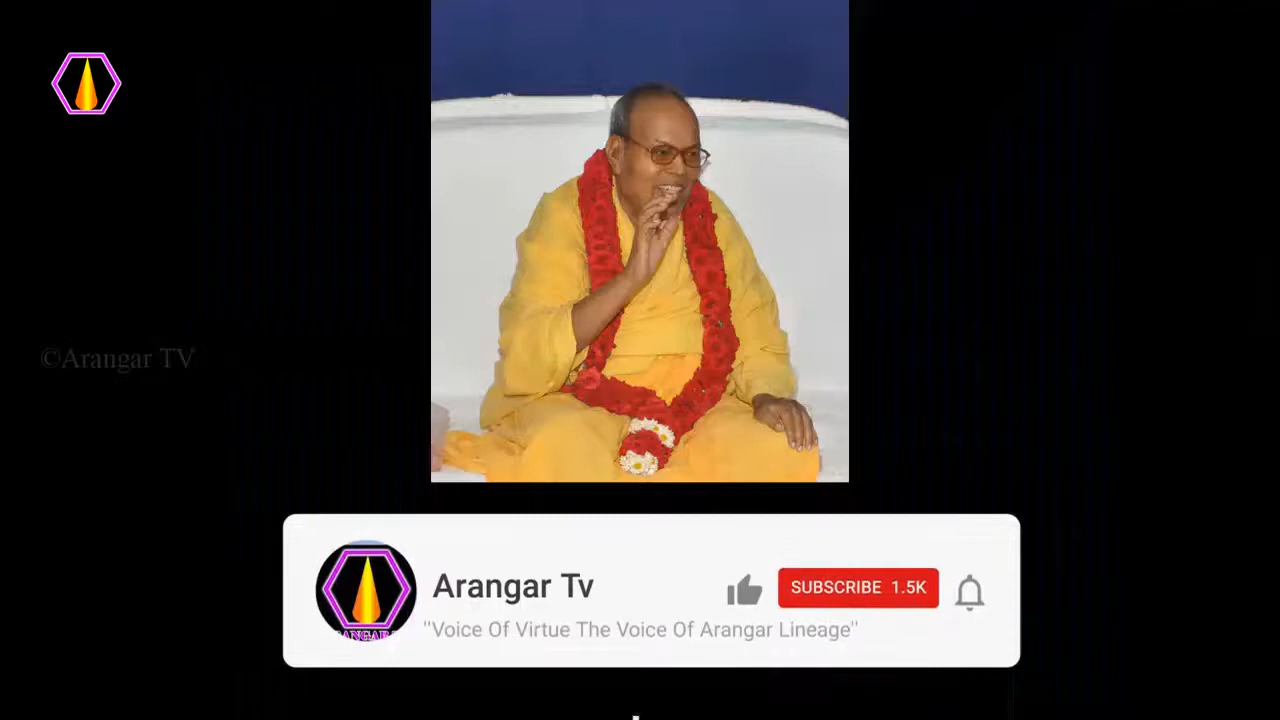 ©Arangar TV
Arangar Tv
SUBSCRIBE 1.5K
"Voice Of Virtue The Voice Of Arangar Lineage"